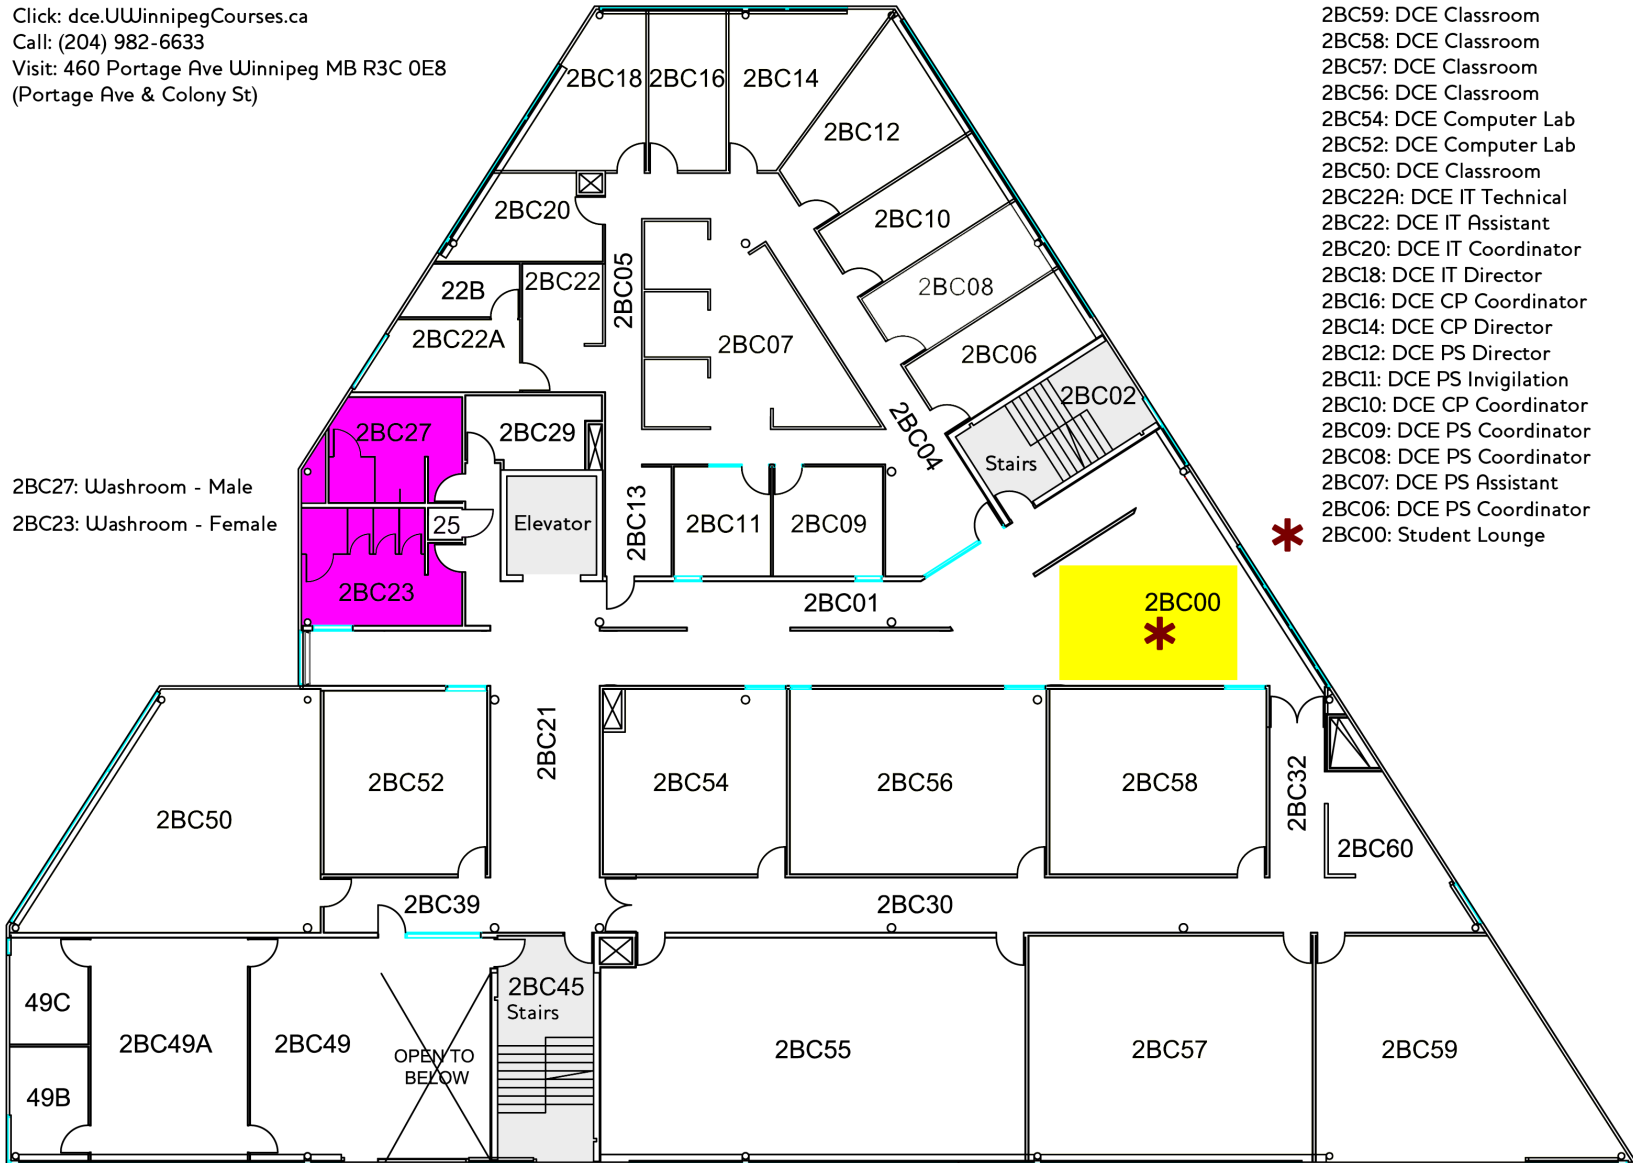 Click: dce.UWinnipegCourses.ca
Call: (204) 982-6633
Visit: 460 Portage Ave Winnipeg MB R3C 0E8
(Portage Ave & Colony St)
2BC59: DCE Classroom
2BC58: DCE Classroom
2BC57: DCE Classroom
2BC56: DCE Classroom
2BC54: DCE Computer Lab
2BC52: DCE Computer Lab
2BC50: DCE Classroom
2BC22A: DCE IT Technical
2BC22: DCE IT Assistant
2BC20: DCE IT Coordinator
2BC18: DCE IT Director
2BC16: DCE CP Coordinator
2BC14: DCE CP Director
2BC12: DCE PS Director
2BC11: DCE PS Invigilation
2BC10: DCE CP Coordinator
2BC09: DCE PS Coordinator
2BC08: DCE PS Coordinator
2BC07: DCE PS Assistant
2BC06: DCE PS Coordinator
* 2BC00: Student Lounge
2BC27: Washroom - Male
2BC23: Washroom - Female
2BC18
2BC16
2BC14
2BC12
2BC20
2BC10
22B
2BC22
2BC05
2BC08
2BC22A
2BC07
2BC06
2BC02
2BC27
2BC29
2BC04
Stairs
25
Elevator
2BC13
2BC11
2BC09
2BC23
2BC01
2BC00
*
2BC50
2BC52
2BC21
2BC54
2BC56
2BC58
2BC32
2BC60
2BC39
2BC30
49C
2BC49A
2BC49
49B
OPEN TO
BELOW
2BC45
Stairs
2BC55
2BC57
2BC59